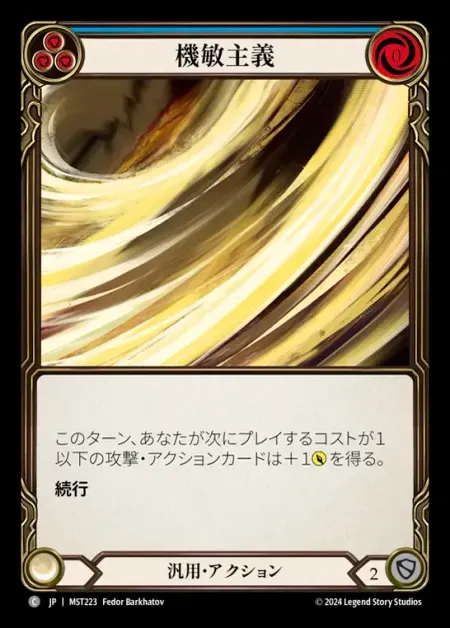 機敏主義
0
このターン、あなたが次にプレイするコストが1
以下の攻撃・アクションカードは+1を得る。
続行
汎用・アクション
2
C JP | MST223 Fedor Barkhatov
© 2024 Legend Story Studios